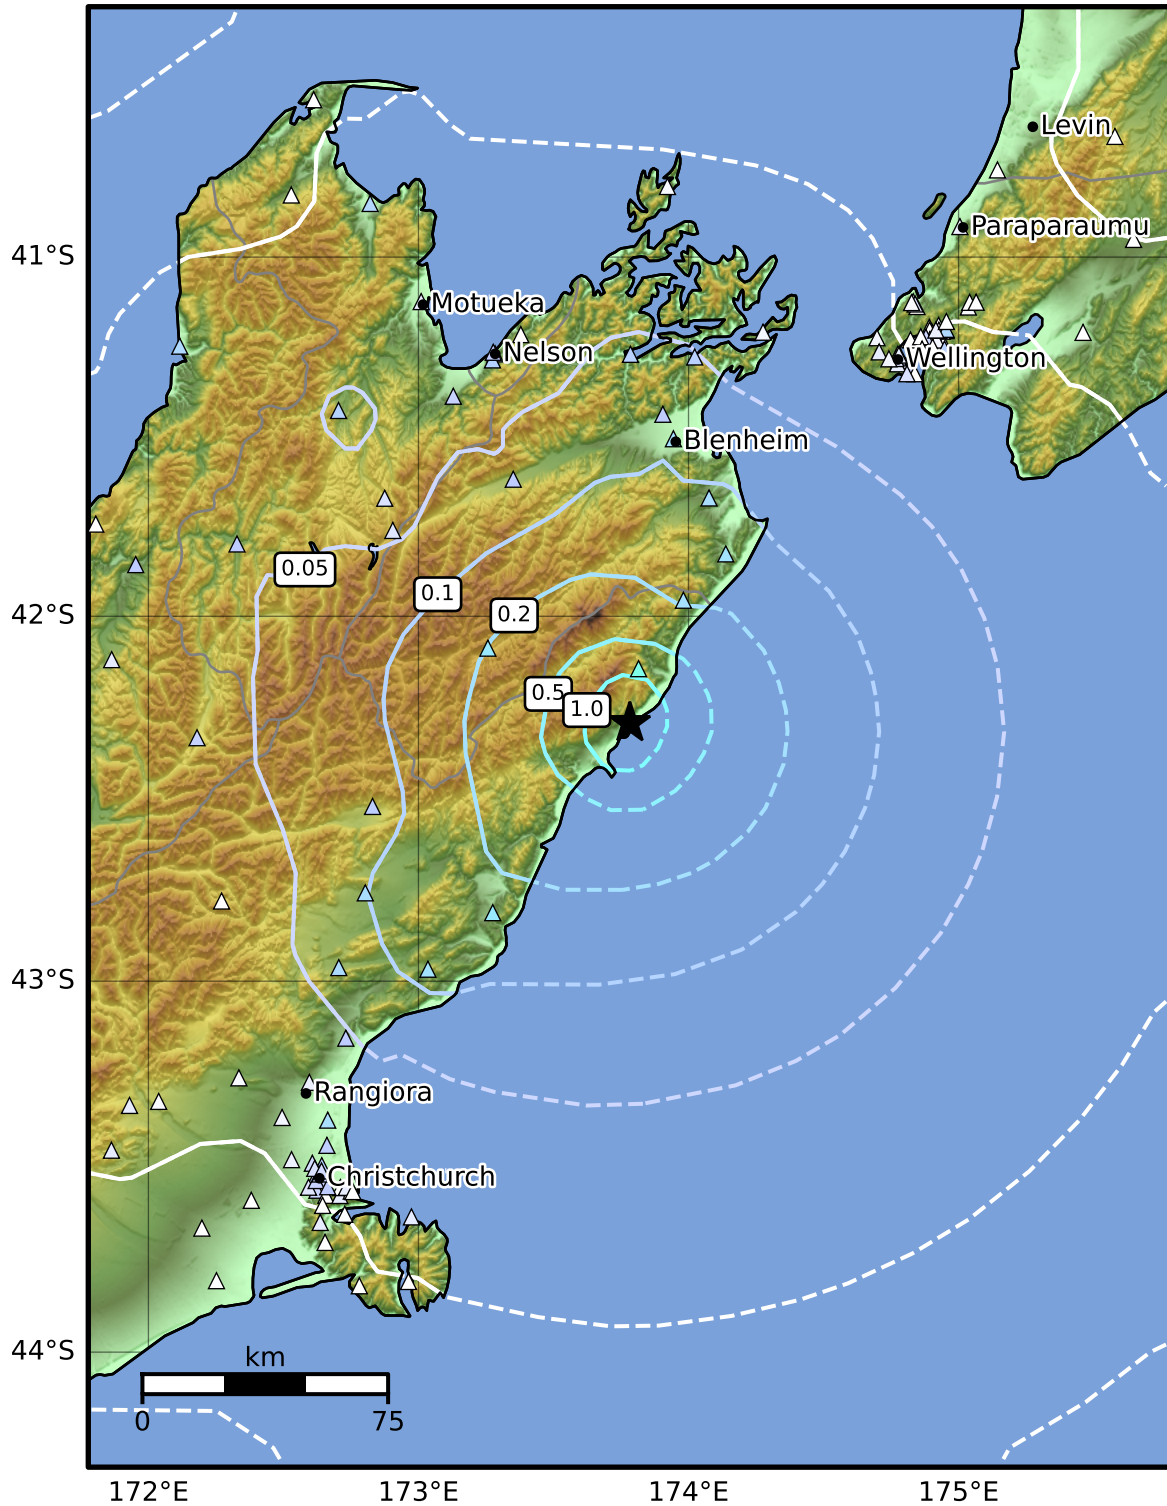 Levin
Paraparaumu
41°S
Motueka
Nelson
Wellington
Blenheim
0.05
0.1
0.2
42°S
0.5
1.0
43°S
Rangiora
Christchurch
44°S
km
0
75
172°E
173°E
174°E
175°E